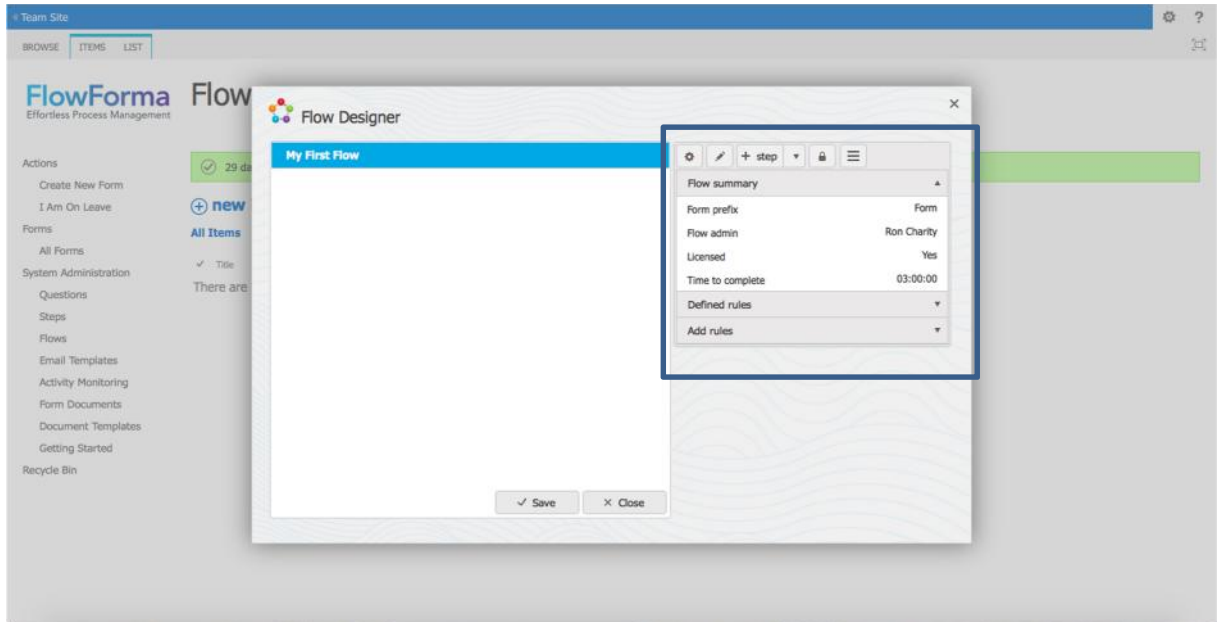 Team Site
?
BROWSE ITEMS LIST
FlowForma
Effortless Process Management
Flow
Actions
Create New Form
I Am On Leave
Forms
All Forms
System Administration
Questions
Steps
Flows
Email Templates
Activity Monitoring
Form Documents
Document Templates
Getting Started
Recycle Bin
29 da
new
All Items
Title
There are
Flow Designer
My First Flow
Save Close
+ step
Flow summary
Form prefix Form
Flow admin Ron Charity
Licensed Yes
Time to complete 03:00:00
Defined rules
Add rules